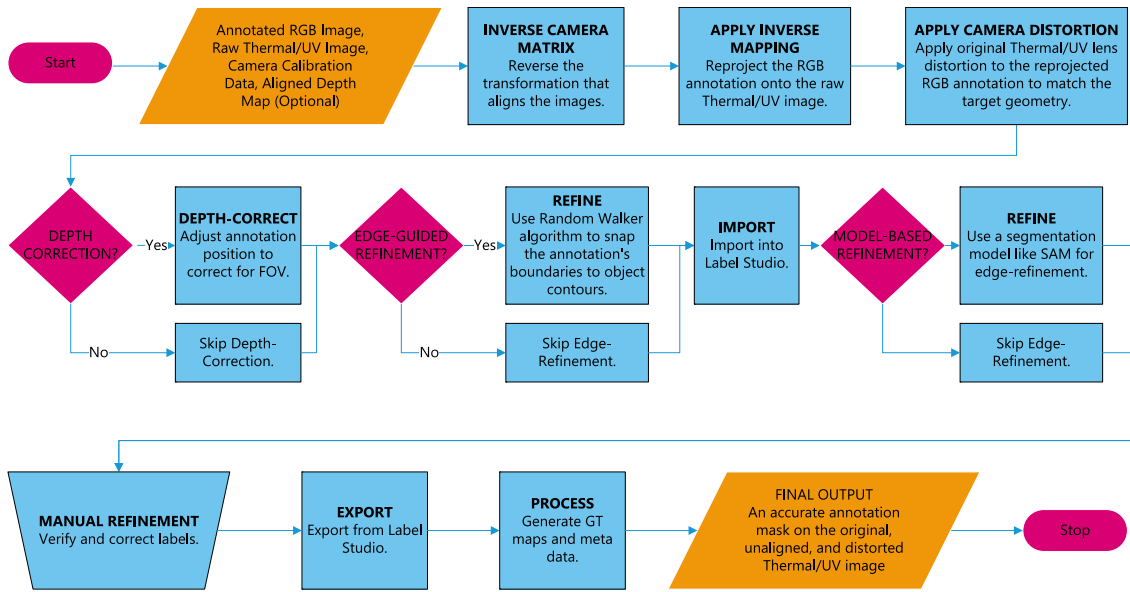 Start
Annotated RGB Image,
Raw Thermal/UV Image,
Camera Calibration
Data, Aligned Depth
Map (Optional)
INVERSE CAMERA
MATRIX
Reverse the
transformation that
aligns the images.
APPLY INVERSE
MAPPING
Reproject the RGB
annotation onto the raw
Thermal/UV image.
APPLY CAMERA DISTORTION
Apply original Thermal/UV lens
distortion to the reprojected
RGB annotation to match the
target geometry.
DEPTH
CORRECTION?
Yes
DEPTH-CORRECT
Adjust annotation
position to
correct for FOV.
No
Skip Depth-
Correction.
EDGE-GUIDED
REFINEMENT?
Yes
REFINE
Use Random Walker
algorithm to snap
the annotation's
boundaries to object
contours.
No
Skip Edge-
Refinement.
IMPORT
Import into
Label Studio.
MODEL-BASED
REFINEMENT?
REFINE
Use a segmentation
model like SAM for
edge-refinement.
Skip Edge-
Refinement.
MANUAL REFINEMENT
Verify and correct labels.
EXPORT
Export from Label
Studio.
PROCESS
Generate GT
maps and meta
data.
FINAL OUTPUT
An accurate annotation
mask on the original,
unaligned, and distorted
Thermal/UV image
Stop